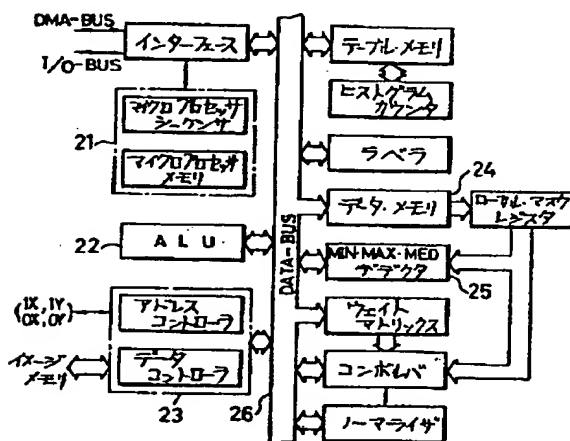 DMA-BUS
I/O-BUS
インターフェース
21
マイクロプロセッサ
シーケンサ
マイクロプロセッサ
メモリ
22
ALU
(IX, IY
OX, OY)
アドレス
コントローラ
イメージ
メモリ
データ
コントローラ
23
26
DATA-BUS
テーブル・メモリ
ヒストグラム
カウンタ
ラベラ
24
データ・メモリ
ローカル・マスク
レジスタ
MIN・MAX・MED
デテクタ
25
ウェイト
マトリックス
コンボルバ
ノーマライザ